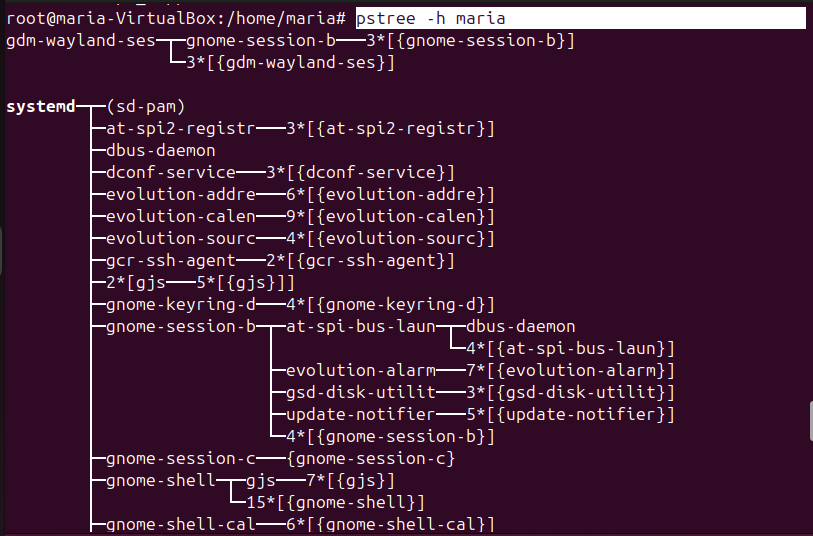 root@maria-VirtualBox:/home/maria# pstree -h maria
gdm-wayland-ses─┬─gnome-session-b───3*[{gnome-session-b}]
                └─3*[{gdm-wayland-ses}]

systemd─┬─(sd-pam)
        ├─at-spi2-registr───3*[{at-spi2-registr}]
        ├─dbus-daemon
        ├─dconf-service───3*[{dconf-service}]
        ├─evolution-addre───6*[{evolution-addre}]
        ├─evolution-calen───9*[{evolution-calen}]
        ├─evolution-sourc───4*[{evolution-sourc}]
        ├─gcr-ssh-agent───2*[{gcr-ssh-agent}]
        ├─2*[gjs───5*[{gjs}]]
        ├─gnome-keyring-d───4*[{gnome-keyring-d}]
        ├─gnome-session-b─┬─at-spi-bus-laun─┬─dbus-daemon
        │                 │                 └─4*[{at-spi-bus-laun}]
        │                 ├─evolution-alarm───7*[{evolution-alarm}]
        │                 ├─gsd-disk-utilit───3*[{gsd-disk-utilit}]
        │                 ├─update-notifier───5*[{update-notifier}]
        │                 └─4*[{gnome-session-b}]
        ├─gnome-session-c───{gnome-session-c}
        ├─gnome-shell─┬─gjs───7*[{gjs}]
        │             └─15*[{gnome-shell}]
        ├─gnome-shell-cal───6*[{gnome-shell-cal}]